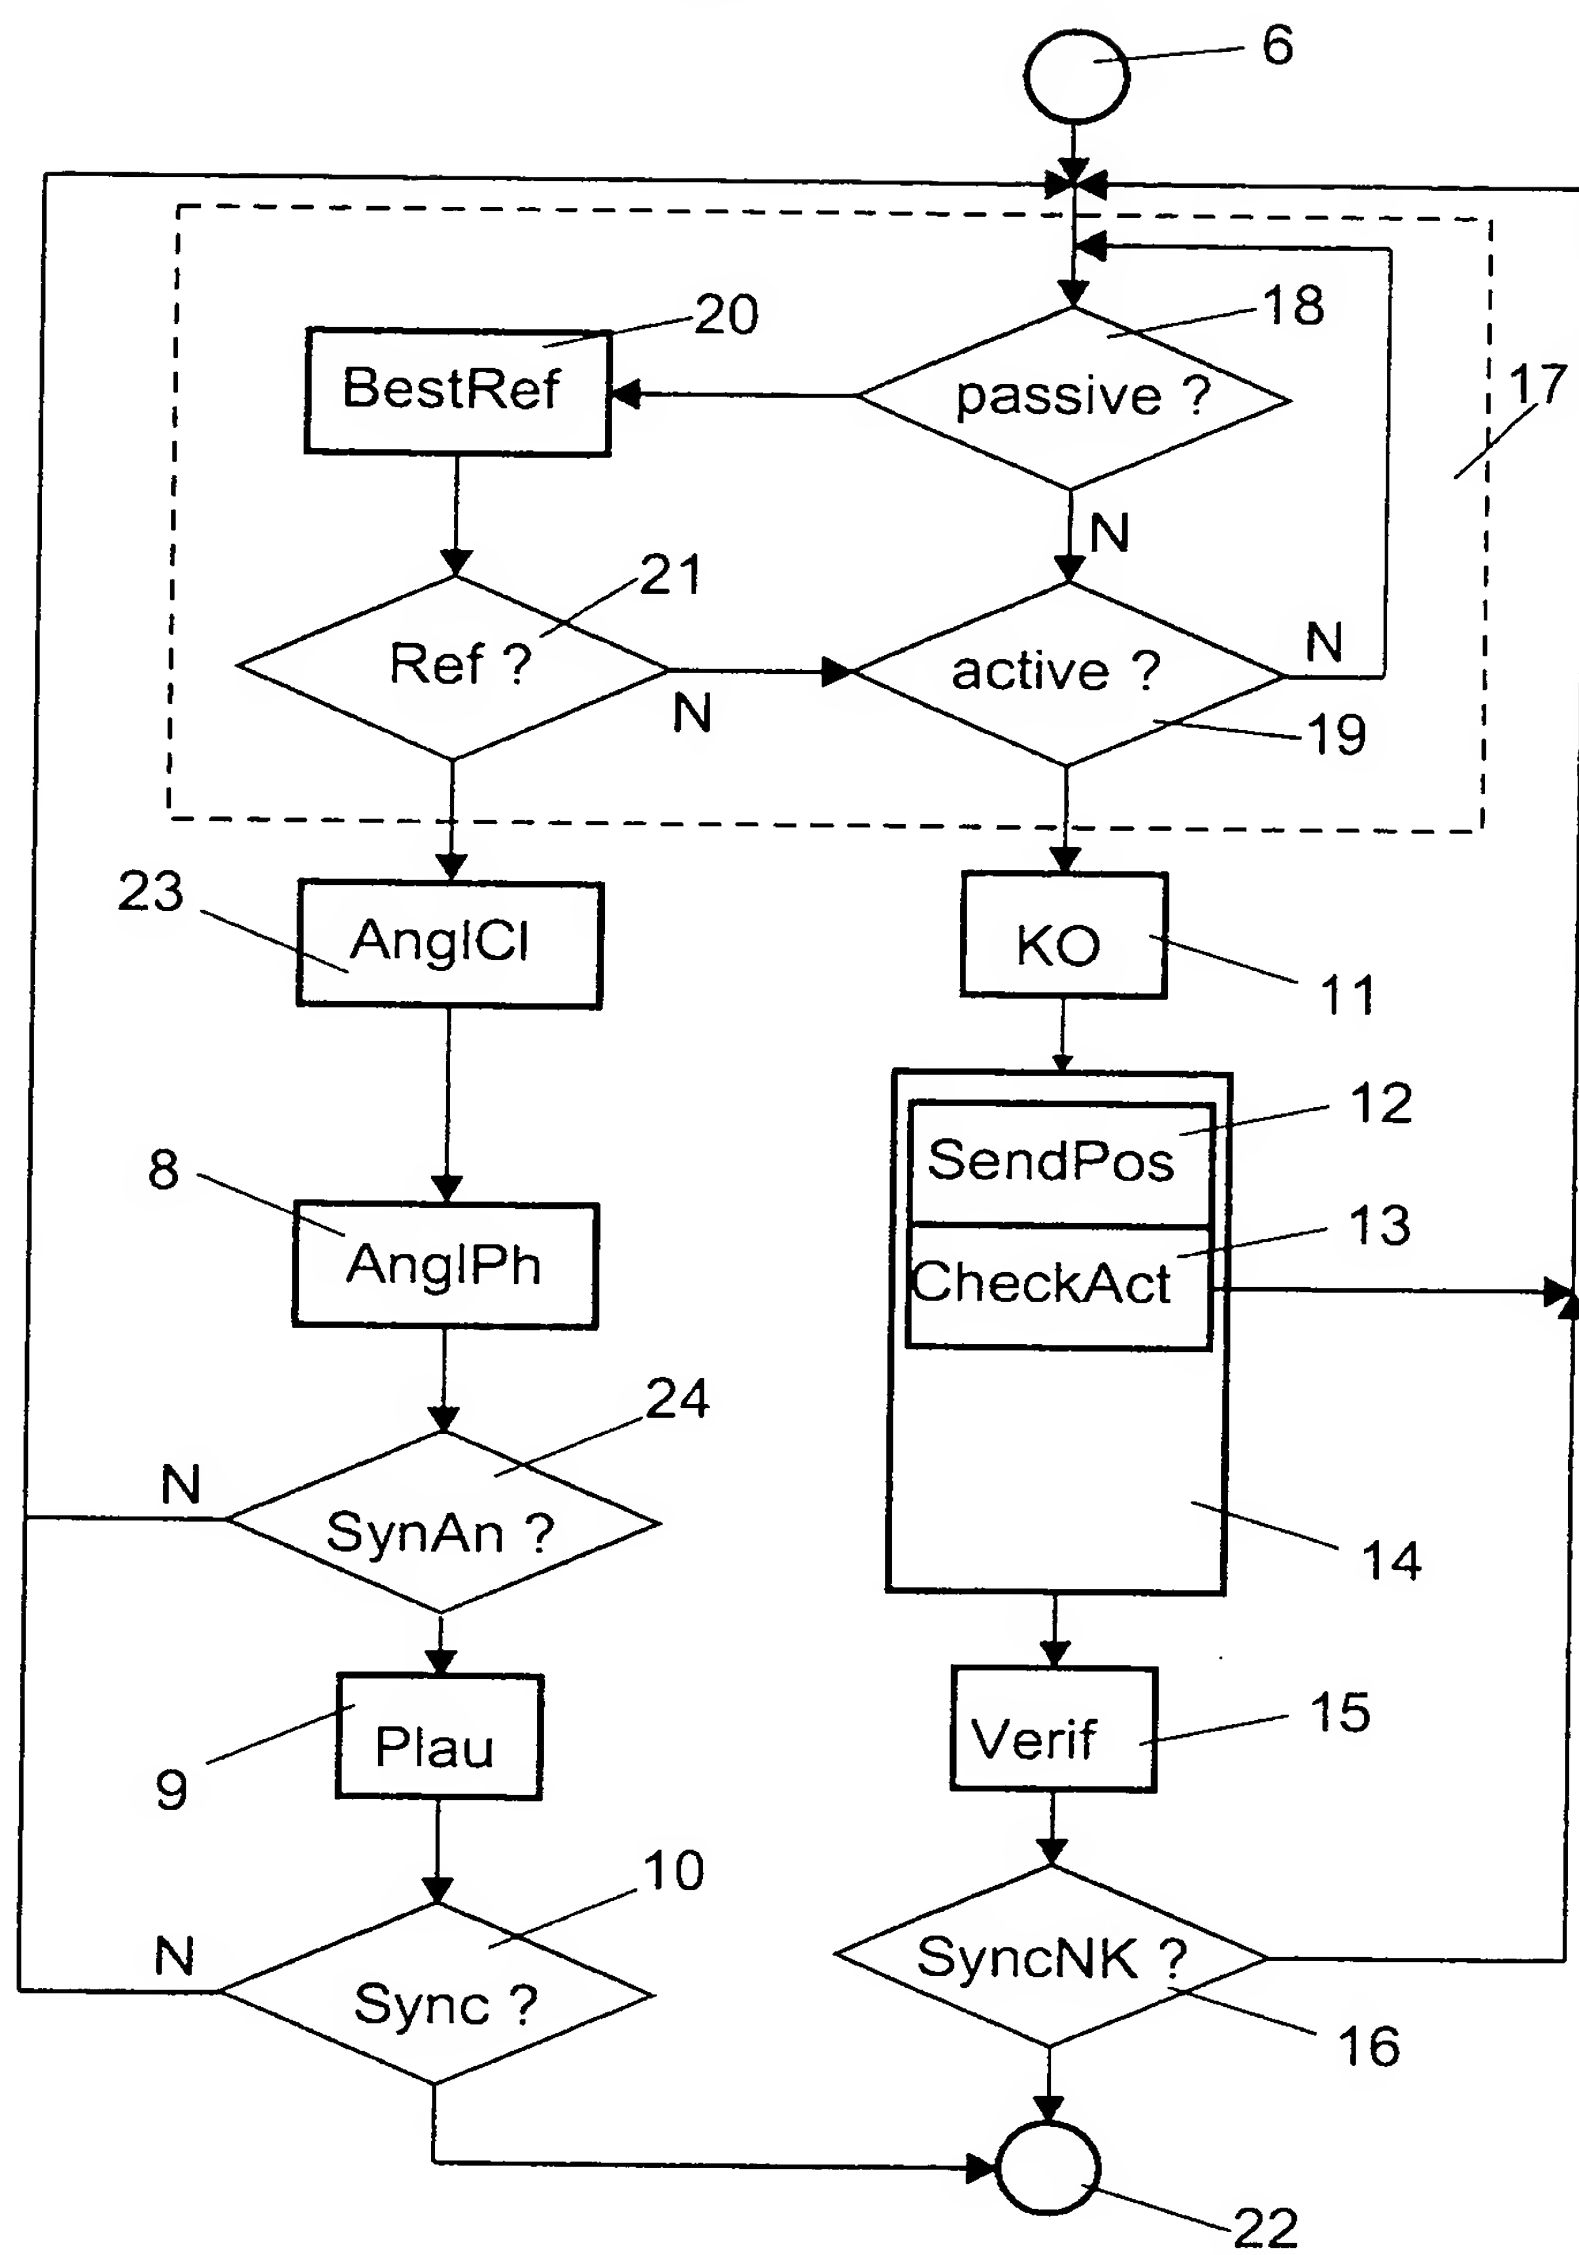 6
20
18
17
BestRef
passive ?
N
21
Ref ?
active ?
N
N
19
23
AnglCl
KO
11
12
SendPos
8
13
AnglPh
CheckAct
24
N
SynAn ?
14
Plau
Verif
15
9
10
N
SyncNK ?
Sync ?
16
22